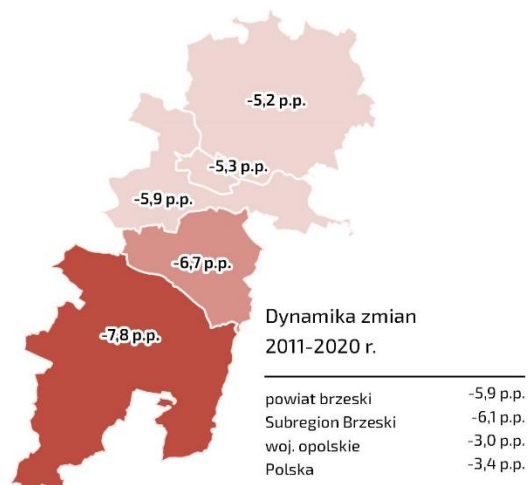 -5,2 p.p.
-5,3 p.p.
-5,9 p.p.
-6,7 p.p.
-7,8 p.p.
Dynamika zmian
2011-2020 r.
powiat brzeski -5,9 p.p.
Subregion Brzeski -6,1 p.p.
woj. opolskie -3,0 p.p.
Polska -3,4 p.p.